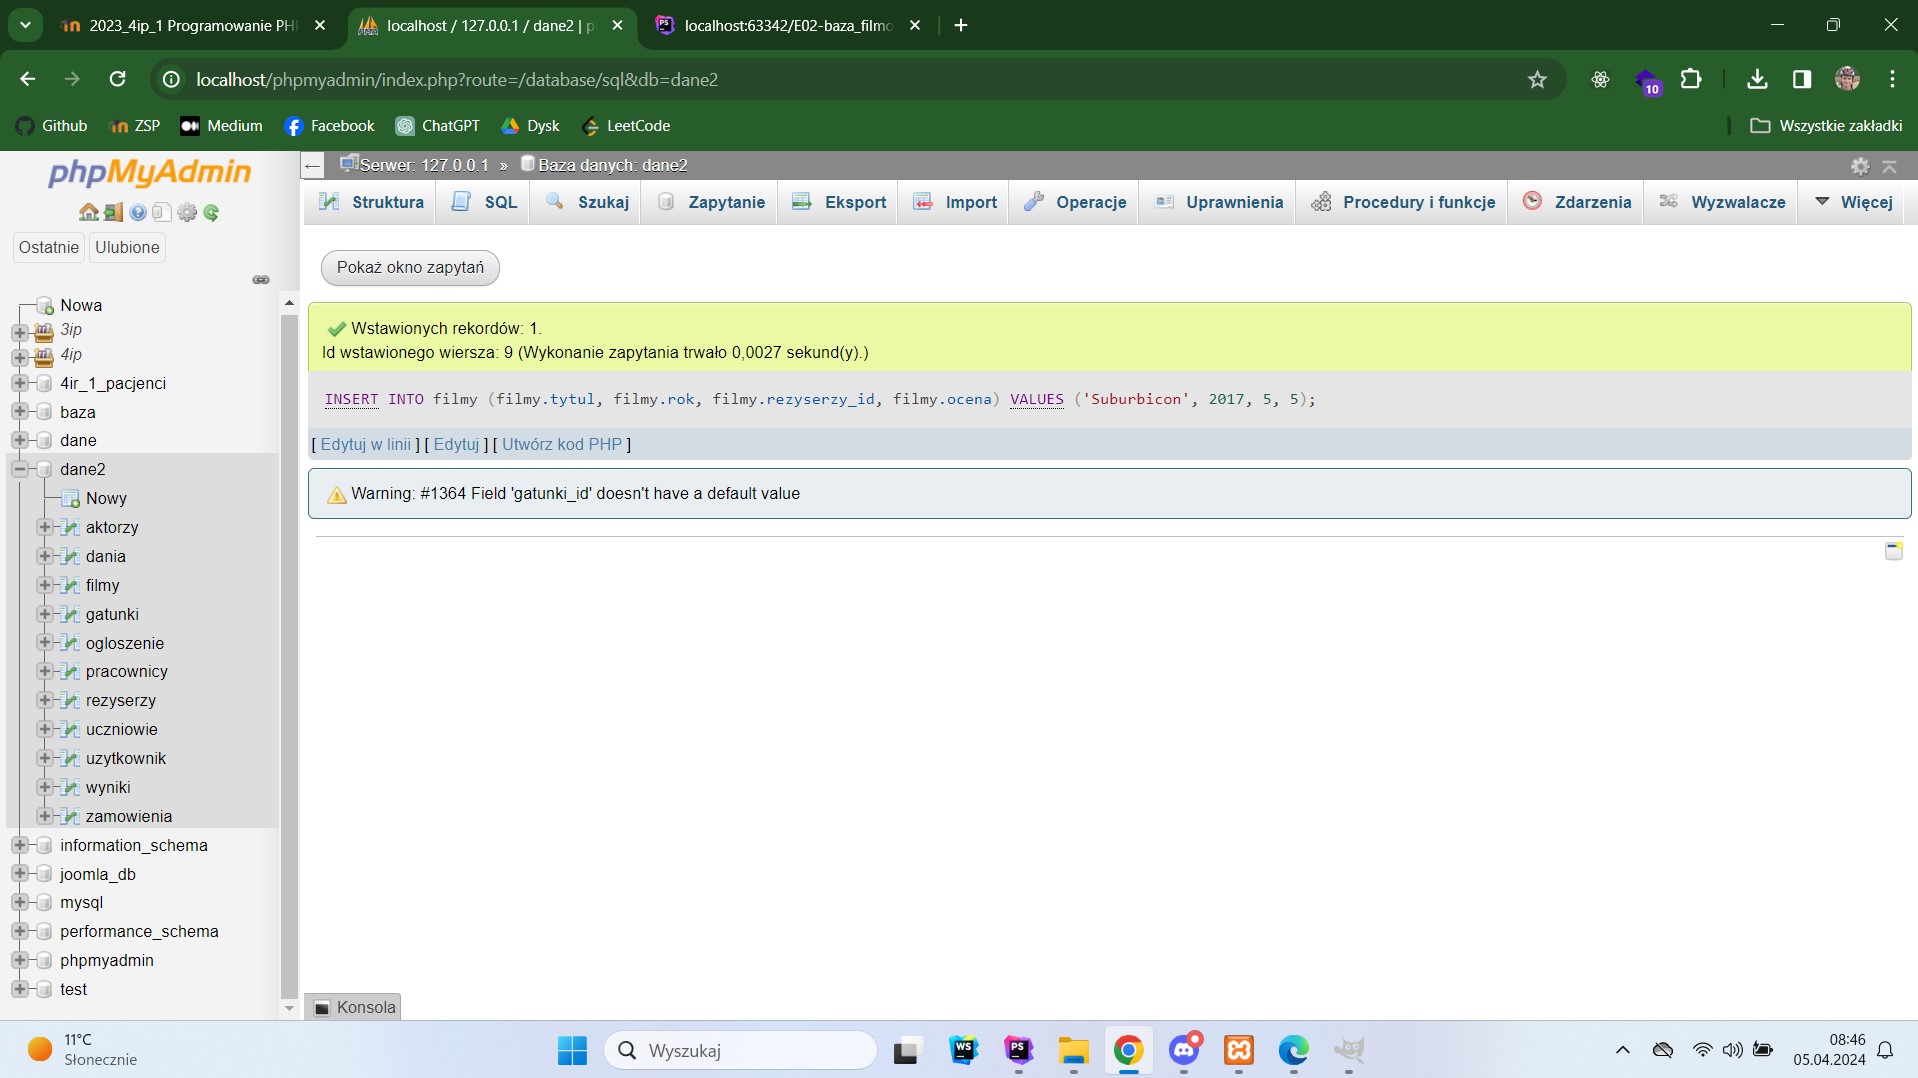 2023_4ip_1 Programowanie PH
localhost / 127.0.0.1 / dane2 | p
localhost:63342/E02-baza_filmo
localhost/phpmyadmin/index.php?route=/database/sql&db=dane2
10
Github
ZSP
Medium
Facebook
ChatGPT
Dysk
LeetCode
Wszystkie zakładki
phpMyAdmin
Ostatnie
Ulubione
Nowa
3ip
4ip
4ir_1_pacjenci
baza
dane
dane2
Nowy
aktorzy
dania
filmy
gatunki
ogloszenie
pracownicy
rezyserzy
uczniowie
uzytkownik
wyniki
zamowienia
information_schema
joomla_db
mysql
performance_schema
phpmyadmin
test
Serwer: 127.0.0.1 » Baza danych: dane2
Struktura
SQL
Szukaj
Zapytanie
Eksport
Import
Operacje
Uprawnienia
Procedury i funkcje
Zdarzenia
Wyzwalacze
Więcej
Pokaż okno zapytań
Wstawionych rekordów: 1.
Id wstawionego wiersza: 9 (Wykonanie zapytania trwało 0,0027 sekund(y).)
INSERT INTO filmy (filmy.tytul, filmy.rok, filmy.rezyserzy_id, filmy.ocena) VALUES ('Suburbicon', 2017, 5, 5);
[ Edytuj w linii ] [ Edytuj ] [ Utwórz kod PHP ]
Warning: #1364 Field 'gatunki_id' doesn't have a default value
Konsola
11°C
Słonecznie
Wyszukaj
WS
PS
08:46
05.04.2024